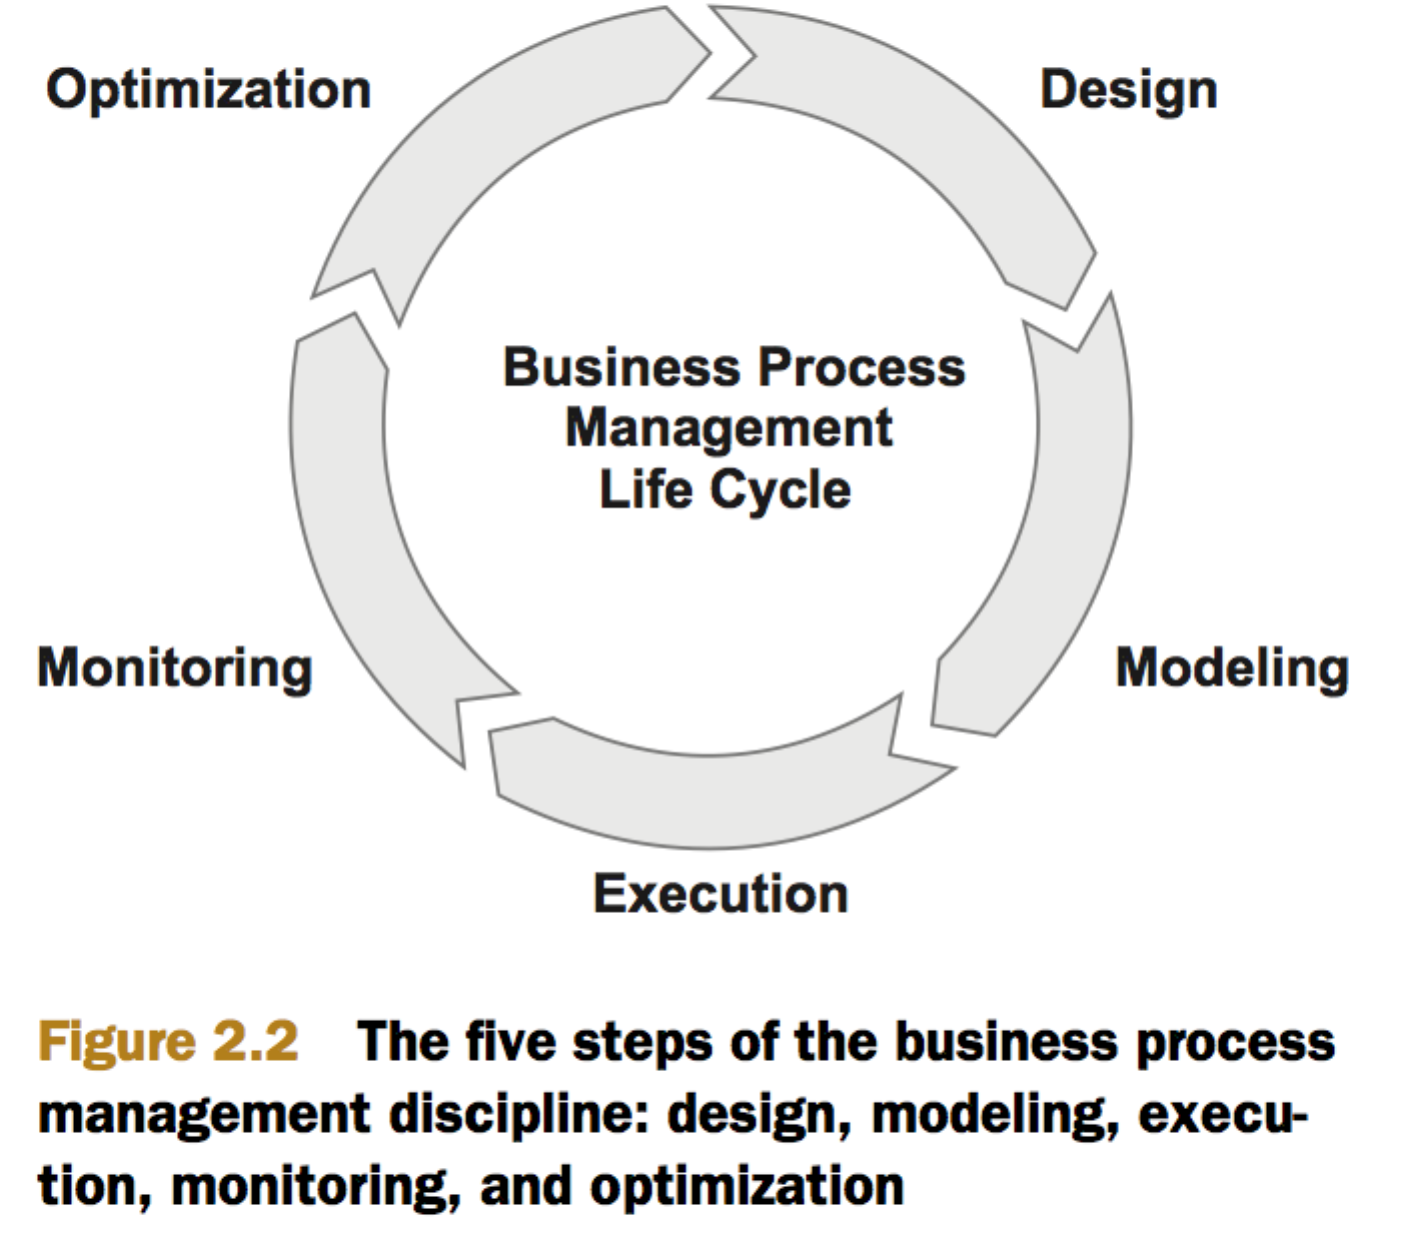 Optimization
Design
Business Process
Management
Life Cycle
Monitoring
Modeling
Execution
Figure 2.2 The five steps of the business process
management discipline: design, modeling, execu-
tion, monitoring, and optimization